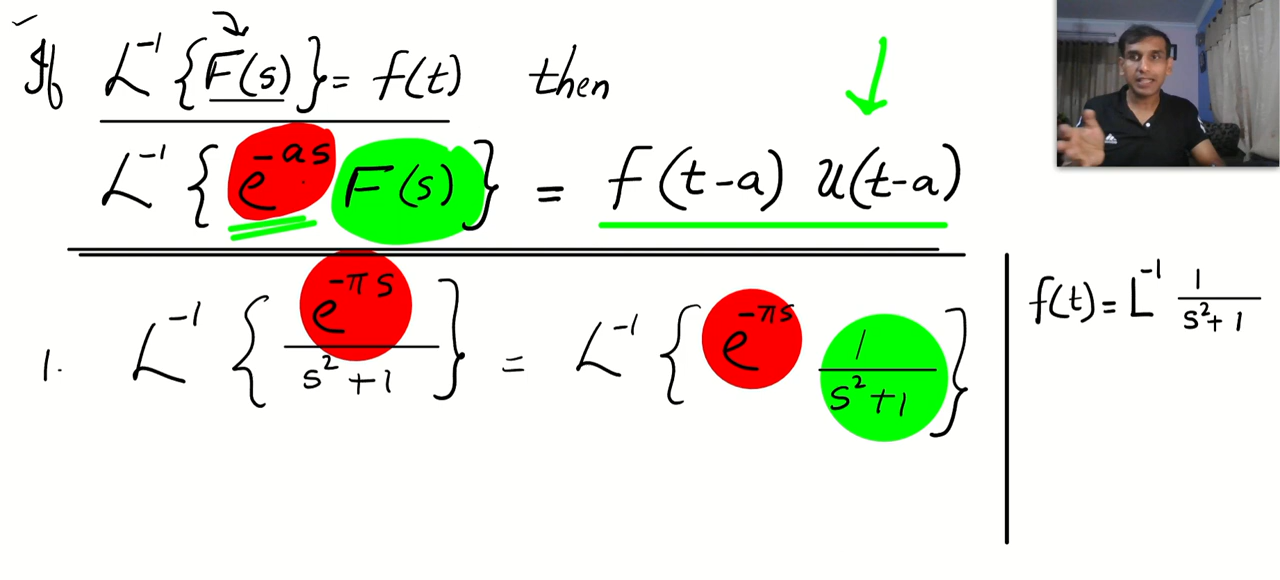 If L⁻¹{F(s)} = f(t) then
L⁻¹{e^{-as} F(s)} = f(t-a) u(t-a)
1. L⁻¹{e^{-πs}/(s²+1)} = L⁻¹{e^{-πs} 1/(s²+1)}
f(t) = L⁻¹ 1/(s²+1)